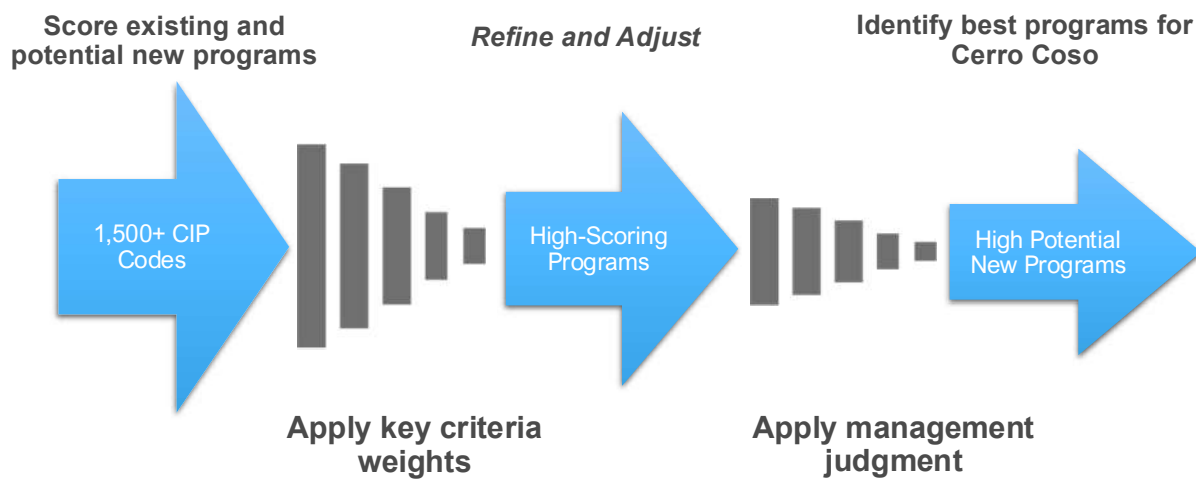 Score existing and
potential new programs
Refine and Adjust
Identify best programs for
Cerro Coso
1,500+ CIP
Codes
High-Scoring
Programs
High Potential
New Programs
Apply key criteria
weights
Apply management
judgment